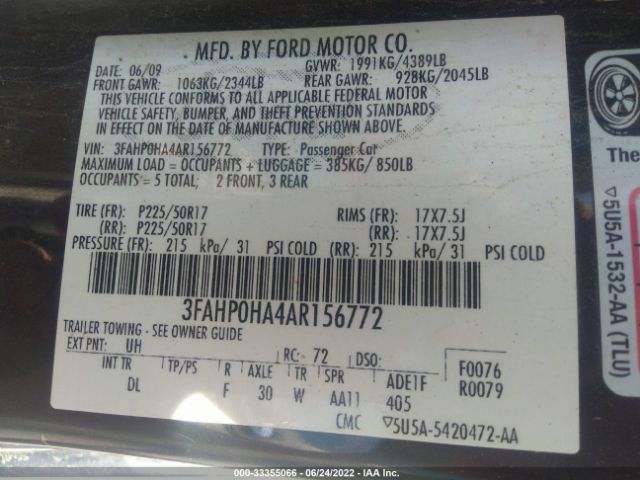 MFD. BY FORD MOTOR CO.
DATE: 06/09 GVWR: 1991KG/4389LB
FRONT GAWR: 1063KG/2344LB REAR GAWR: 928KG/2045LB
THIS VEHICLE CONFORMS TO ALL APPLICABLE FEDERAL MOTOR
VEHICLE SAFETY, BUMPER, AND THEFT PREVENTION STANDARDS
IN EFFECT ON THE DATE OF MANUFACTURE SHOWN ABOVE.
VIN: 3FAHP0HA4AR156772 TYPE: Passenger Car
MAXIMUM LOAD = OCCUPANTS + LUGGAGE = 385KG/ 850LB
OCCUPANTS = 5 TOTAL, 2 FRONT, 3 REAR
TIRE (FR): P225/50R17 RIMS (FR): 17X7.5J
(RR): P225/50R17 (RR): 17X7.5J
PRESSURE (FR): 215 kPa/ 31 PSI COLD (RR): 215 kPa/ 31 PSI COLD
3FAHP0HA4AR156772
TRAILER TOWING - SEE OWNER GUIDE
EXT PNT: UH RC: 72 DSO: F0076
INT TR TP/PS R AXLE TR SPR ADE1F R0079
DL F 30 W AA11 405
CMC ▽5U5A-5420472-AA
The
▽5U5A-1532-AA (TLU)
000-33355066 - 06/24/2022 - IAA Inc.